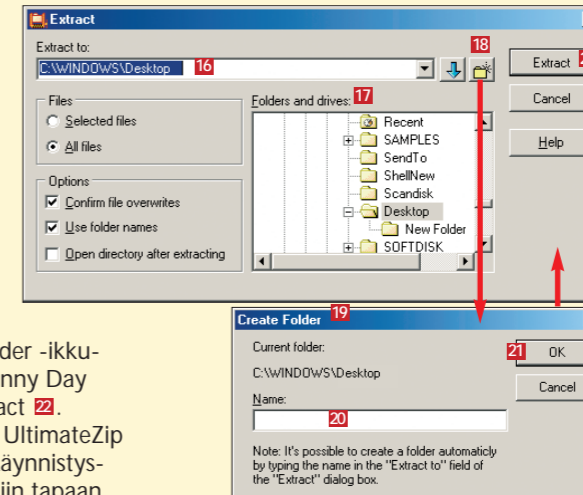 Extract
Extract to:
C:\WINDOWS\Desktop 16
18
Extract
Cancel
Help
Files
Selected files
All files
Options
Confirm file overwrites
Use folder names
Open directory after extracting
Folders and drives: 17
Recent
SAMPLES
SendTo
ShellNew
Scandisk
Desktop
New Folder
SOFTDISK
der -ikku-
nny Day
act 22.
UltimateZip
äynnistys-
iin tapaan
Create Folder 19
Current folder:
C:\WINDOWS\Desktop
Name:
20
21 OK
Cancel
Note: It's possible to create a folder automaticly
by typing the name in the "Extract to" field of
the "Extract" dialog box.